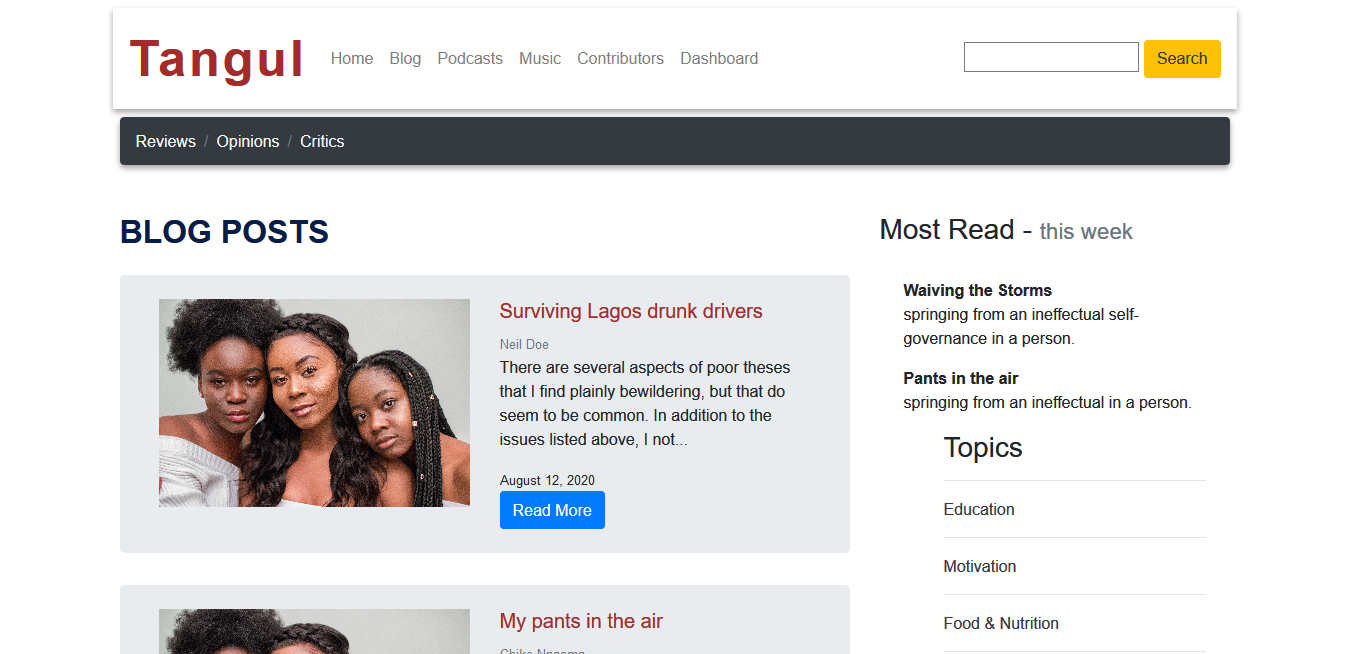 Tangul
Home Blog Podcasts Music Contributors Dashboard
Search
Reviews / Opinions / Critics
BLOG POSTS
Surviving Lagos drunk drivers
Neil Doe
There are several aspects of poor theses
that I find plainly bewildering, but that do
seem to be common. In addition to the
issues listed above, I not...
August 12, 2020
Read More
My pants in the air
Most Read - this week
Waiving the Storms
springing from an ineffectual self-
governance in a person.
Pants in the air
springing from an ineffectual in a person.
Topics
Education
Motivation
Food & Nutrition